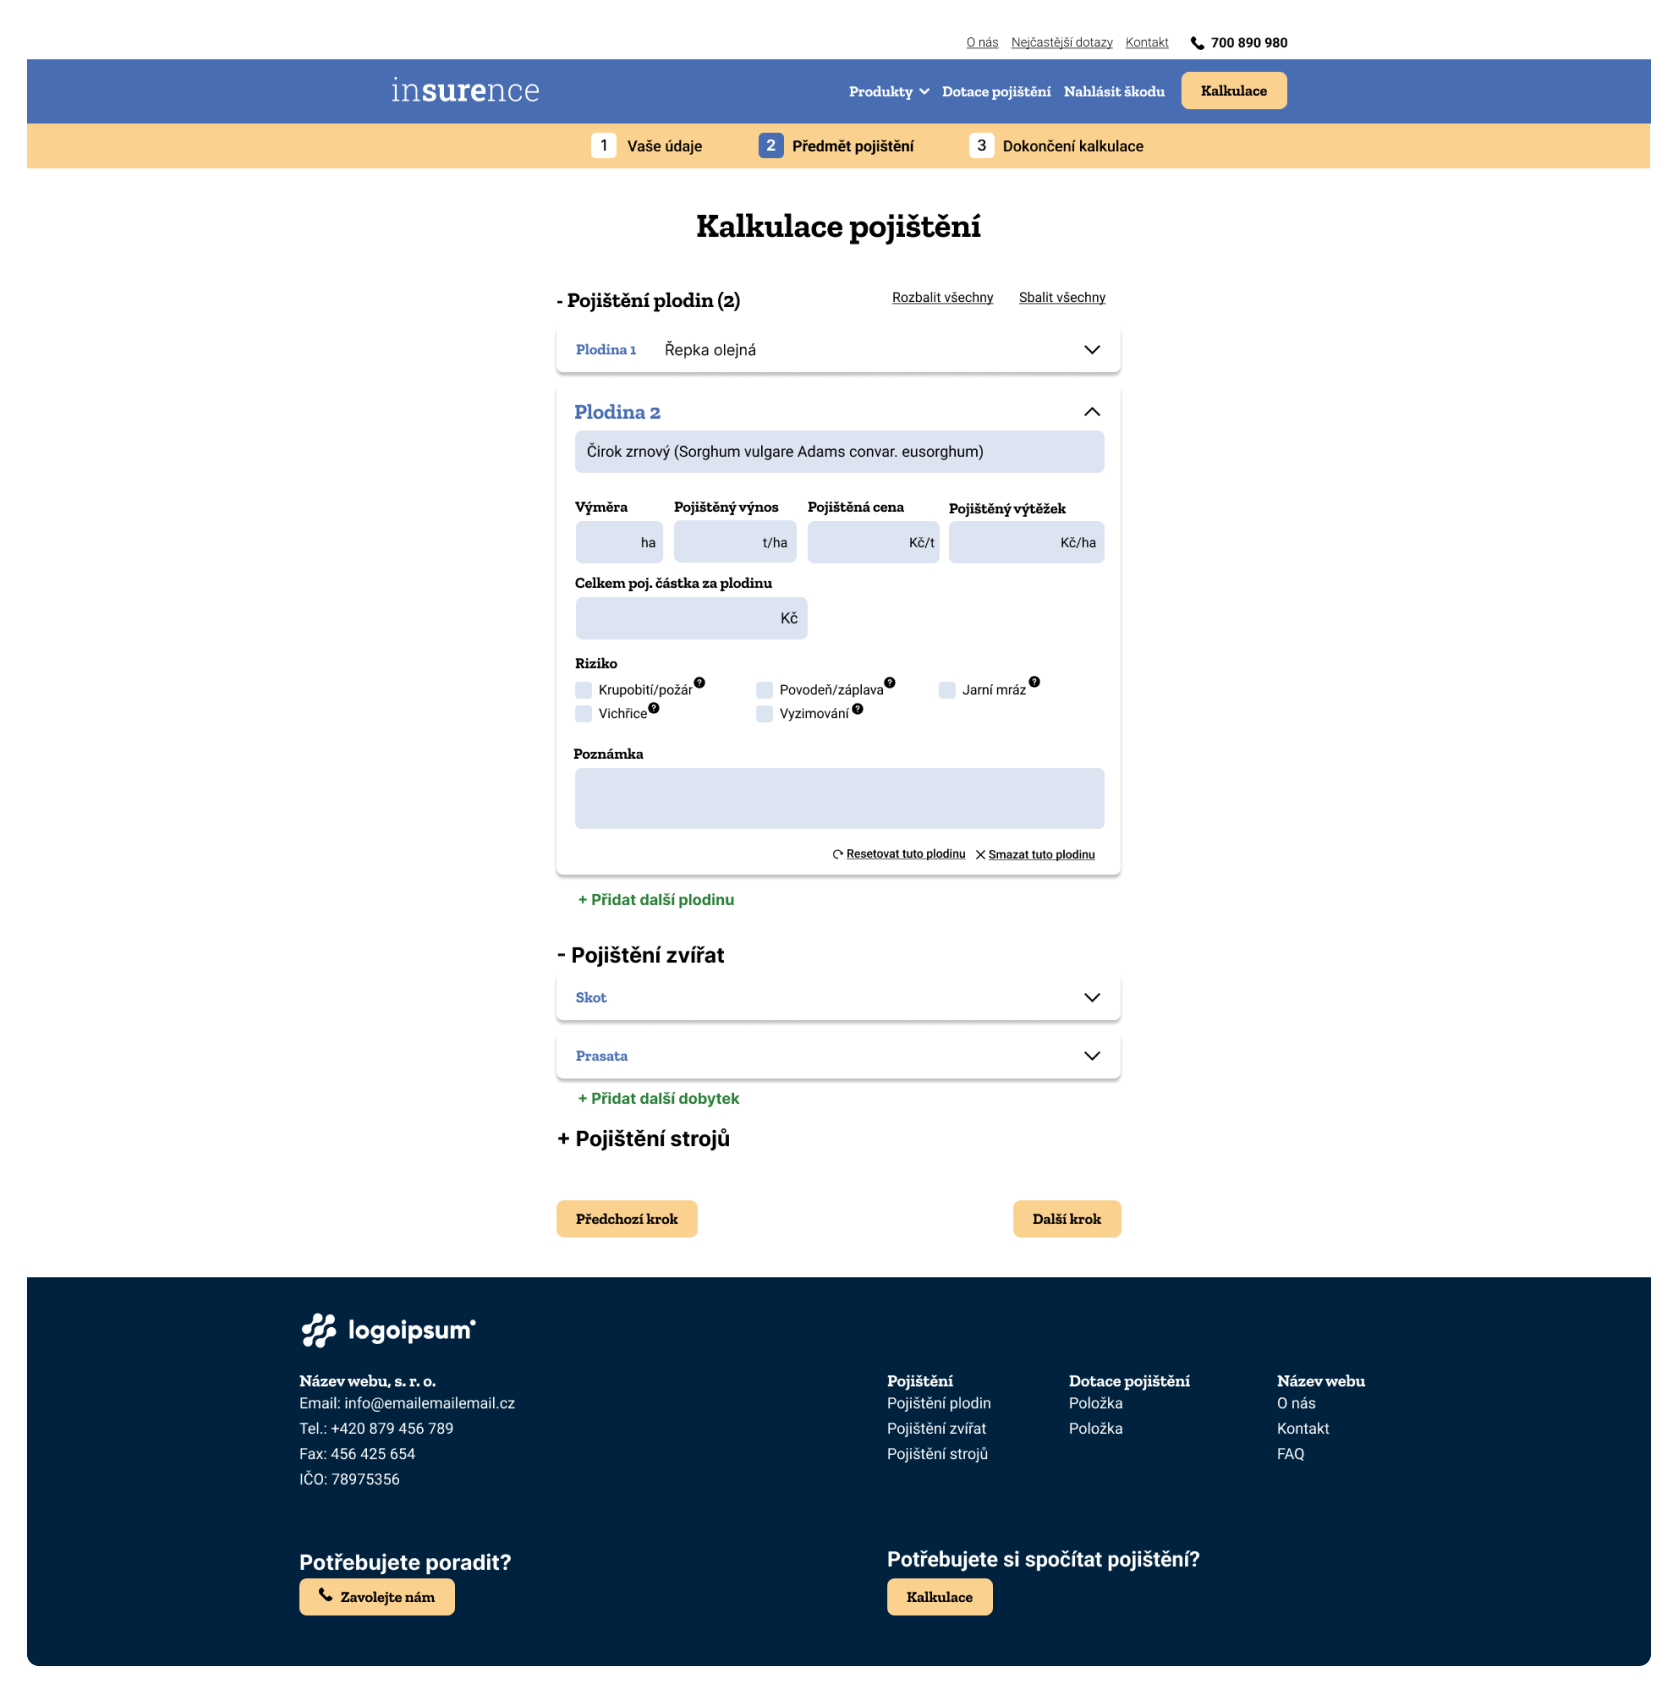 O nás Nejčastější dotazy Kontakt 700 890 980
insurence Produkty Dotace pojištění Nahlásit škodu Kalkulace
1 Vaše údaje 2 Předmět pojištění 3 Dokončení kalkulace
Kalkulace pojištění
- Pojištění plodin (2) Rozbalit všechny Sbalit všechny
Plodina 1 Řepka olejná
Plodina 2
Čirok zrnový (Sorghum vulgare Adams convar. eusorghum)
Výměra Pojištěný výnos Pojištěná cena Pojištěný výtěžek
ha t/ha Kč/t Kč/ha
Celkem poj. částka za plodinu
Kč
Riziko
Krupobití/požár ? Povodeň/záplava ? Jarní mráz ?
Vichřice ? Vyzimování ?
Poznámka
Resetovat tuto plodinu Smazat tuto plodinu
+ Přidat další plodinu
- Pojištění zvířat
Skot
Prasata
+ Přidat další dobytek
+ Pojištění strojů
Předchozí krok Další krok
logoipsum
Název webu, s. r. o. Pojištění Dotace pojištění Název webu
Email: info@emailemailemail.cz Pojištění plodin Položka O nás
Tel.: +420 879 456 789 Pojištění zvířat Položka Kontakt
Fax: 456 425 654 Pojištění strojů FAQ
IČO: 78975356
Potřebujete poradit? Potřebujete si spočítat pojištění?
Zavolejte nám Kalkulace